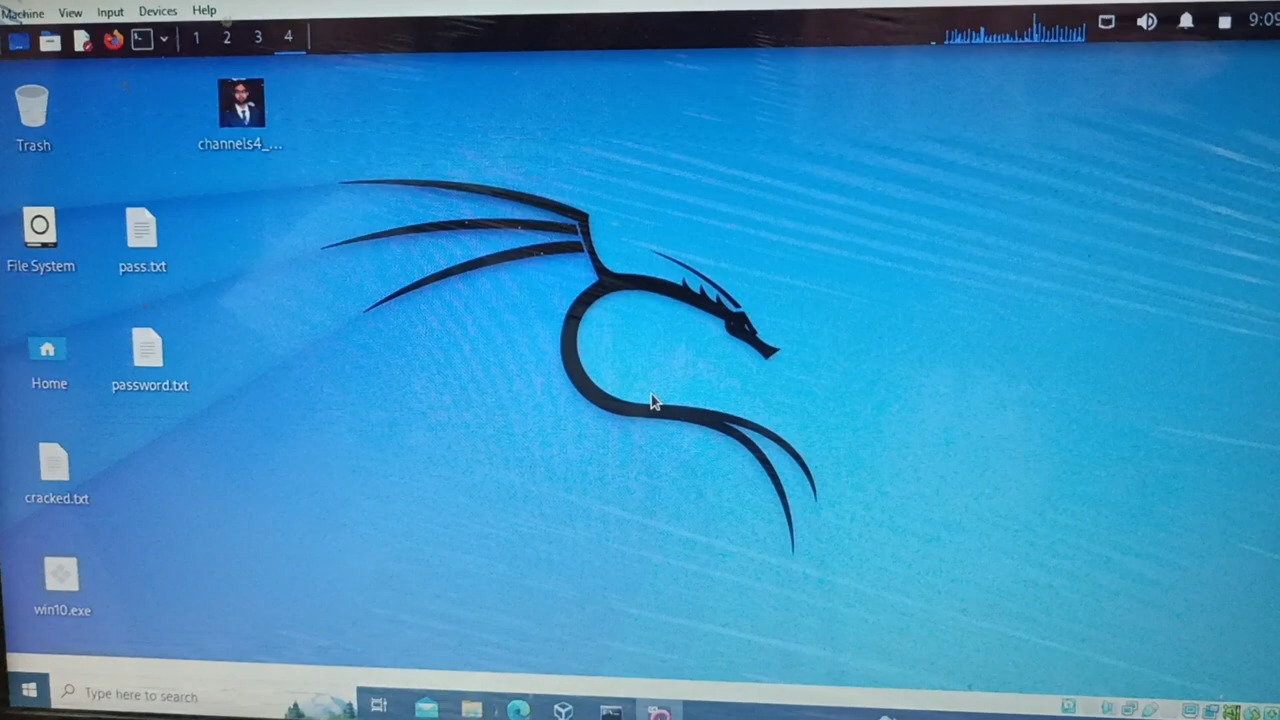 Machine View Input Devices Help
1 2 3 4
9:09
Trash
channels4_...
File System
pass.txt
Home
password.txt
cracked.txt
win10.exe
Type here to search